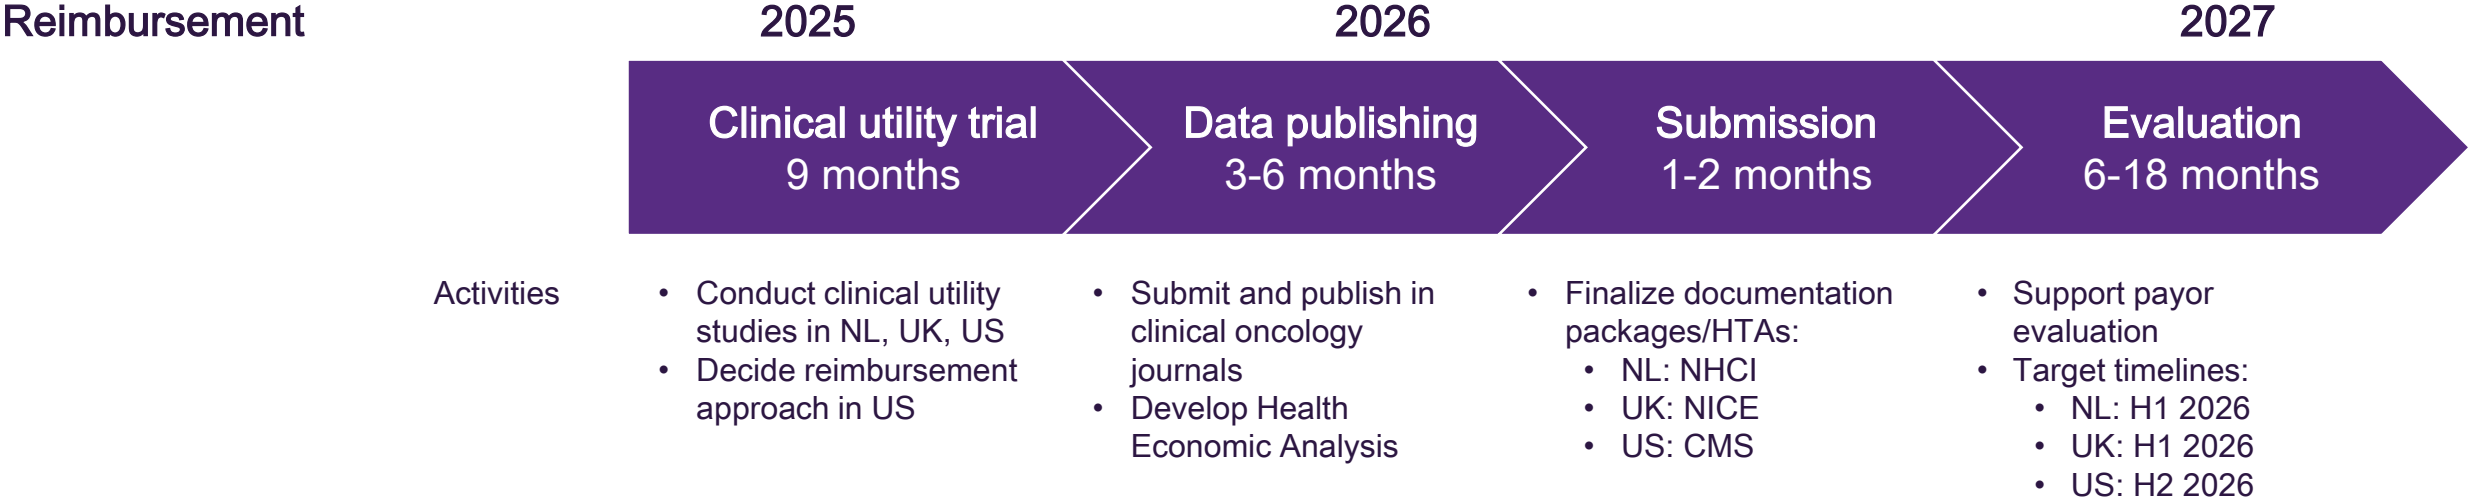 Reimbursement
2025
2026
2027
Clinical utility trial
9 months
Data publishing
3-6 months
Submission
1-2 months
Evaluation
6-18 months
Activities
• Conduct clinical utility
studies in NL, UK, US
• Decide reimbursement
approach in US
• Submit and publish in
clinical oncology
journals
• Develop Health
Economic Analysis
• Finalize documentation
packages/HTAs:
• NL: NHCI
• UK: NICE
• US: CMS
• Support payor
evaluation
• Target timelines:
• NL: H1 2026
• UK: H1 2026
• US: H2 2026